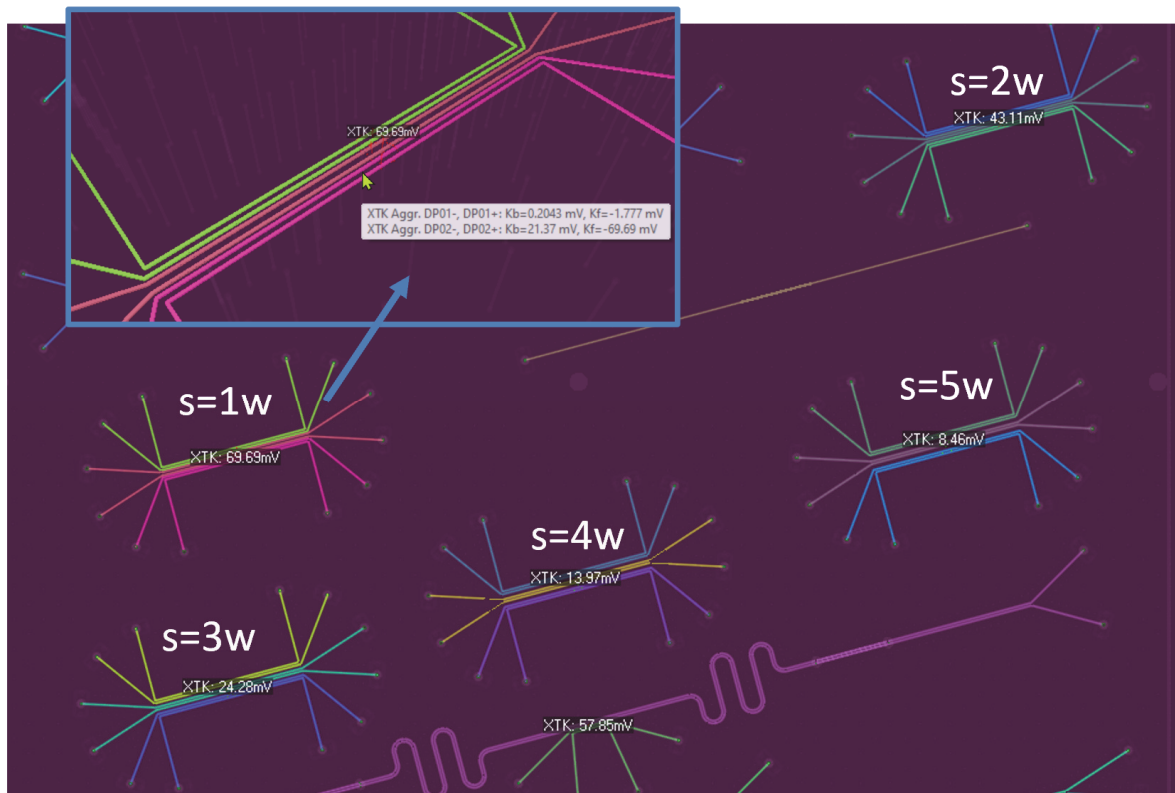 s=2w
XTK: 43.11mV
XTK: 69.69mV
XTK Aggr. DP01-, DP01+: Kb=0.2043 mV, Kf=-1.777 mV
XTK Aggr. DP02-, DP02+: Kb=21.37 mV, Kf=-69.69 mV
s=1w
XTK: 69.69mV
s=5w
XTK: 8.46mV
s=4w
XTK: 13.97mV
s=3w
XTK: 24.28mV
XTK: 57.85mV